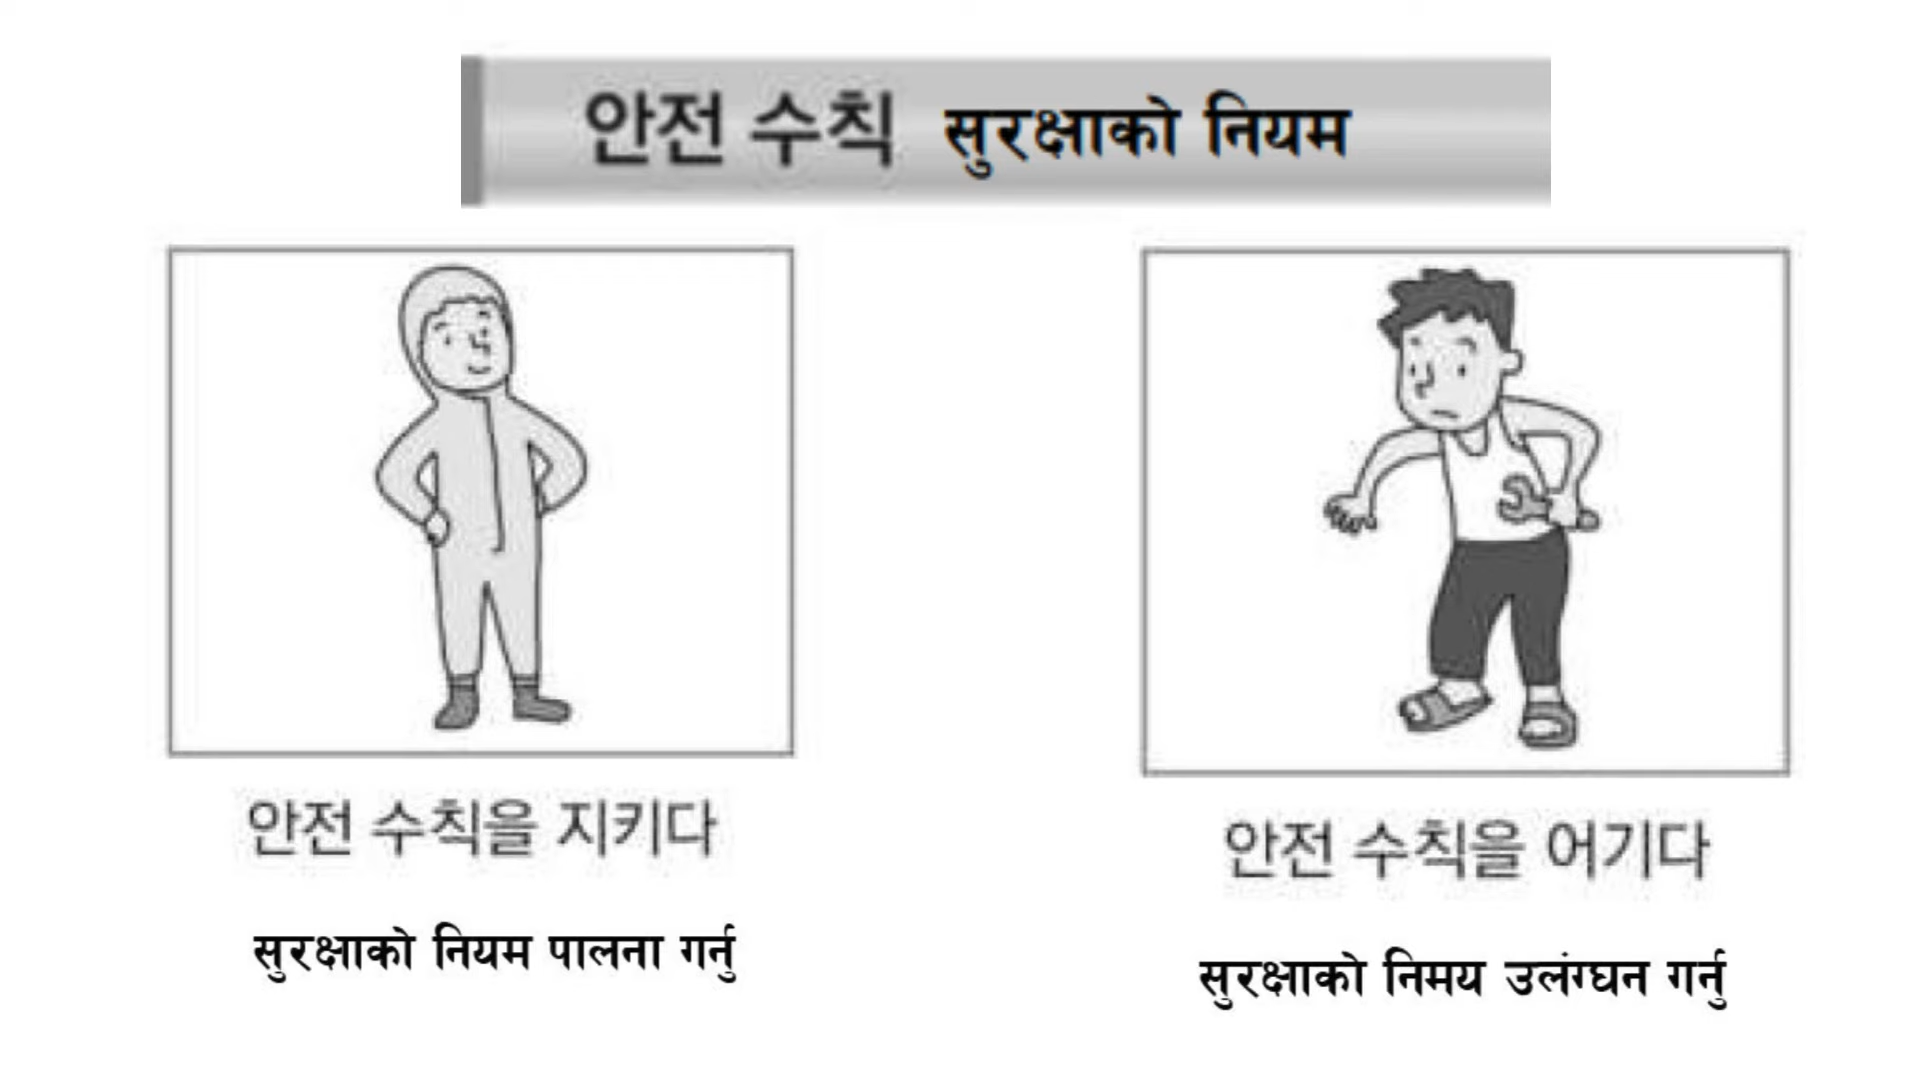 안전 수칙 सुरक्षाको नियम
안전 수칙을 지키다
सुरक्षाको नियम पालना गर्नु
안전 수칙을 어기다
सुरक्षाको निमय उलंग्घन गर्नु